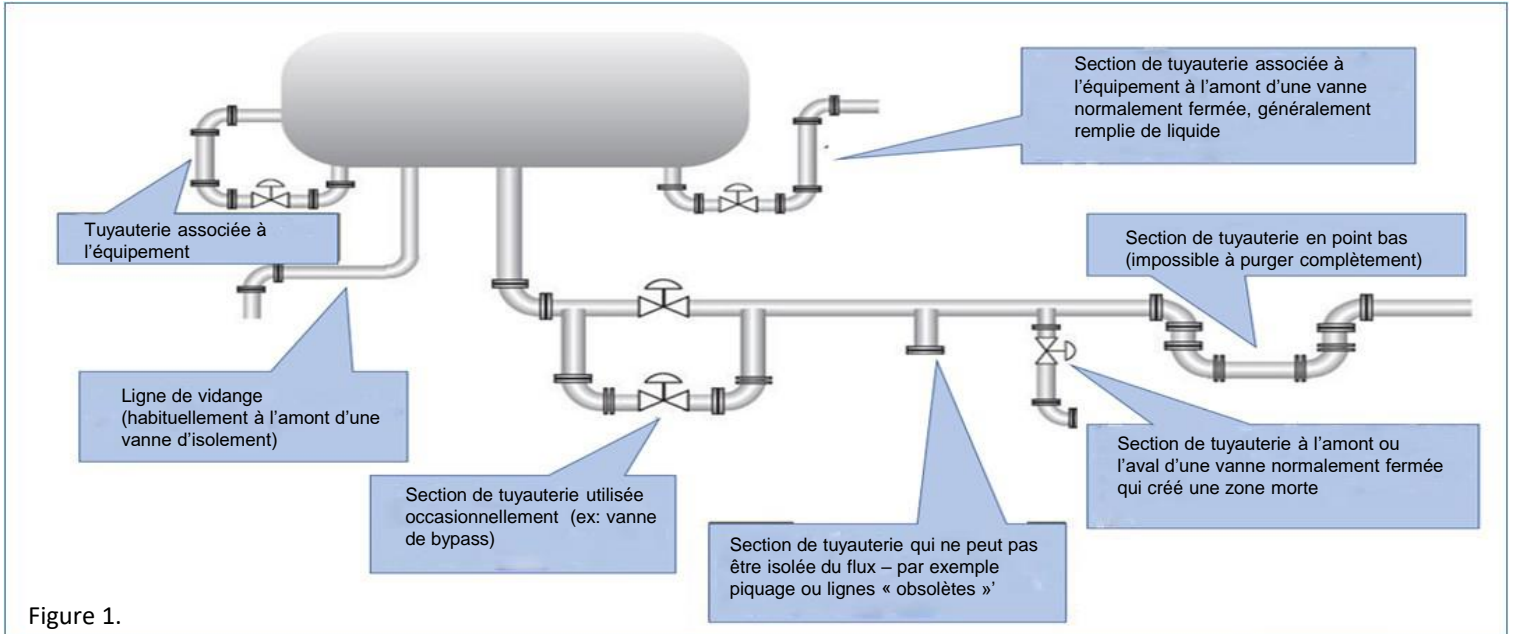 Section de tuyauterie associée à
l'équipement à l'amont d'une vanne
normalement fermée, généralement
remplie de liquide
Tuyauterie associée à
l'équipement
Section de tuyauterie en point bas
(impossible à purger complètement)
Ligne de vidange
(habituellement à l'amont d'une
vanne d'isolement)
Section de tuyauterie à l'amont ou
l'aval d'une vanne normalement fermée
qui créé une zone morte
Section de tuyauterie utilisée
occasionnellement (ex: vanne
de bypass)
Section de tuyauterie qui ne peut pas
être isolée du flux – par exemple
piquage ou lignes « obsolètes »’
Figure 1.